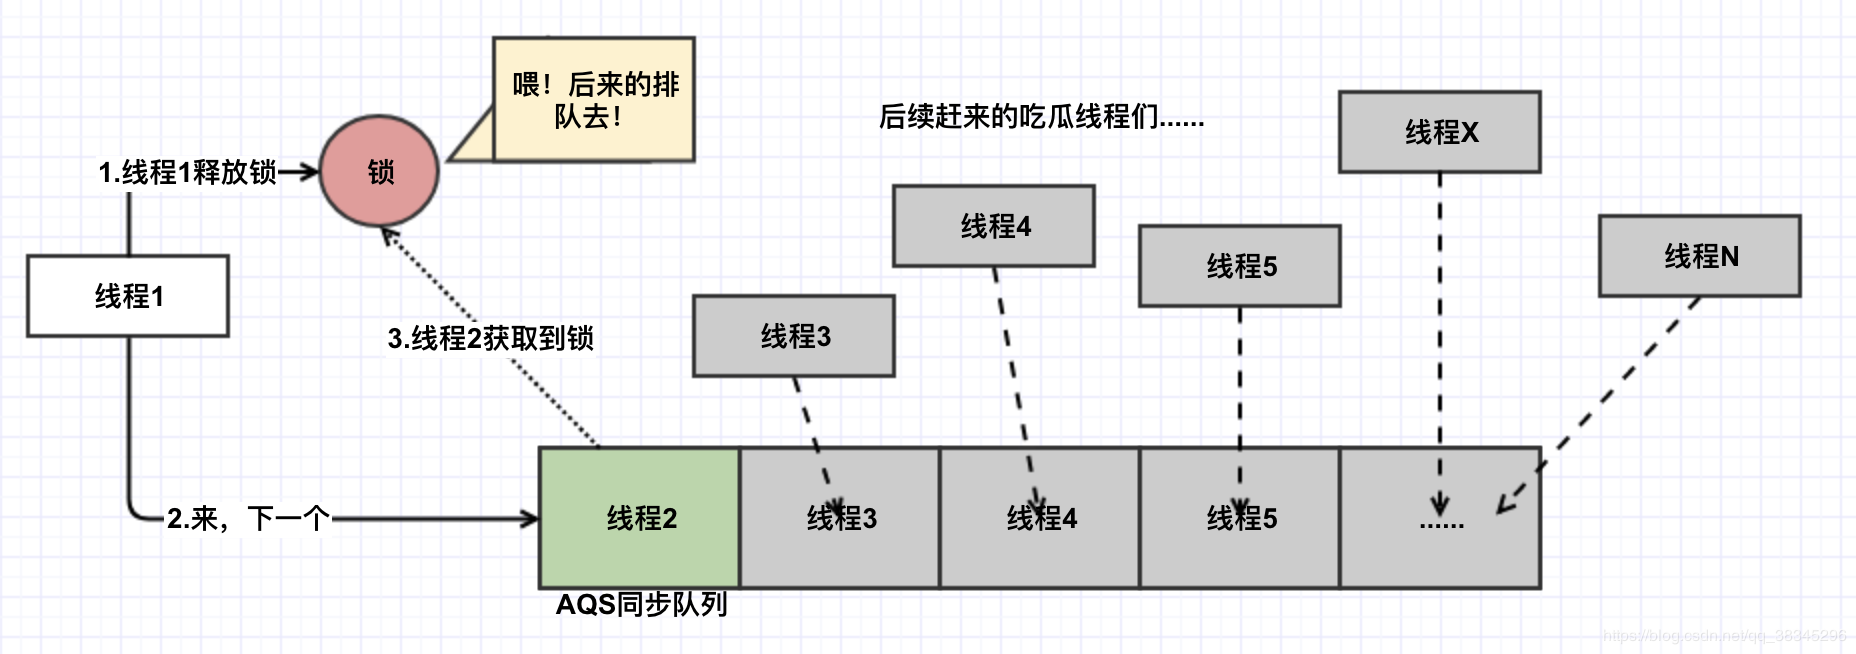 喂！后来的排
队去！
后续赶来的吃瓜线程们......
线程X
1.线程1释放锁
锁
线程4
线程5
线程N
线程1
3.线程2获取到锁
线程3
2.来，下一个
线程2
线程3
线程4
线程5
......
AQS同步队列
https://blog.csdn.net/qq_38345296